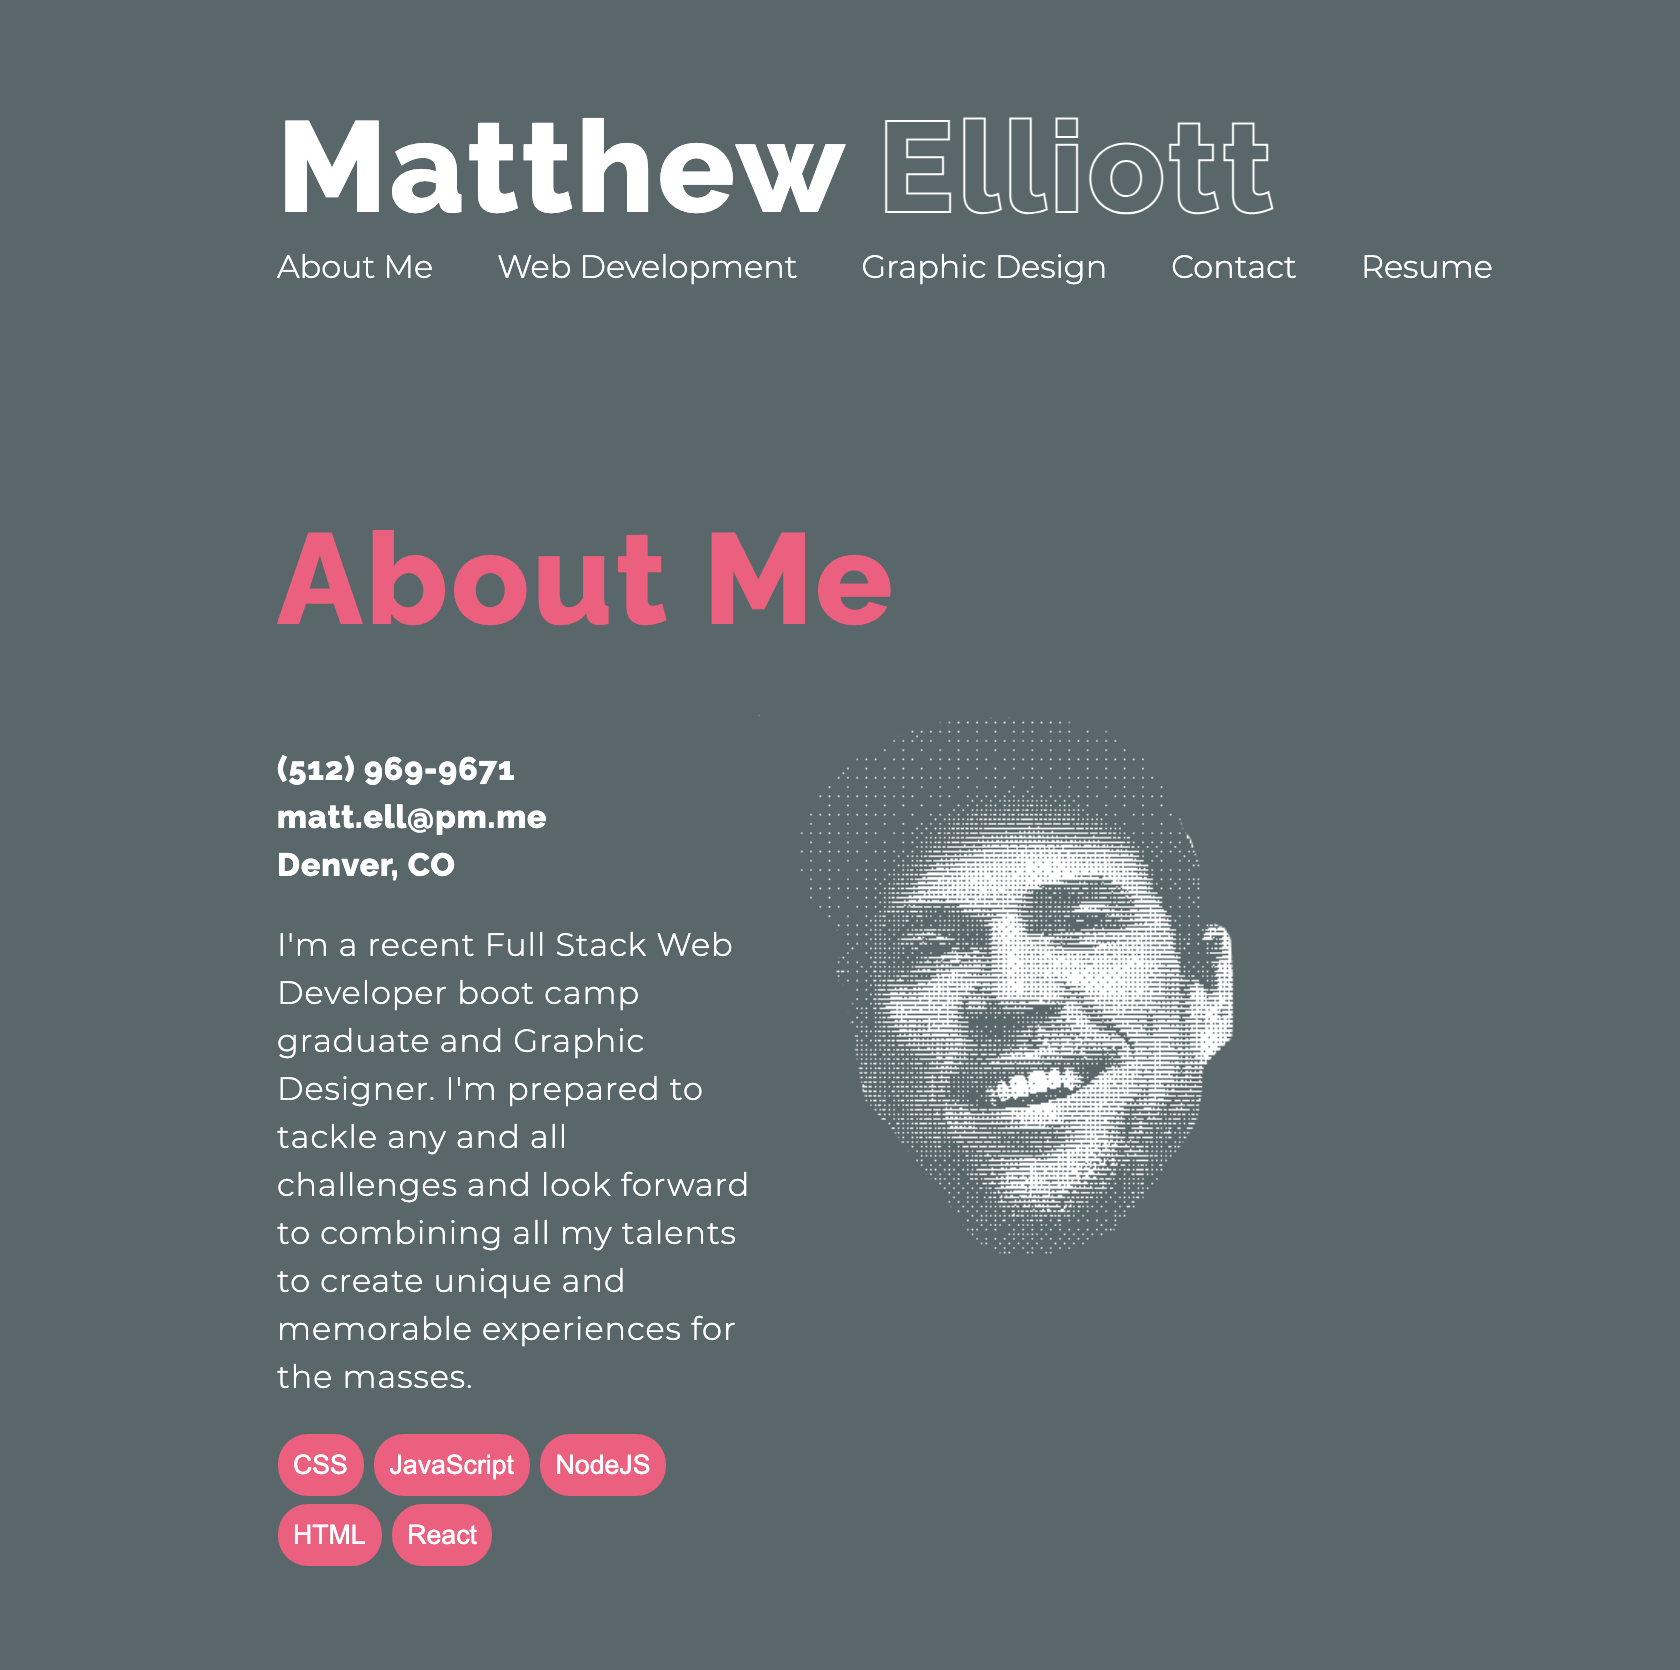 Matthew Elliott
About Me Web Development Graphic Design Contact Resume
About Me
(512) 969-9671
matt.ell@pm.me
Denver, CO
I'm a recent Full Stack Web
Developer boot camp
graduate and Graphic
Designer. I'm prepared to
tackle any and all
challenges and look forward
to combining all my talents
to create unique and
memorable experiences for
the masses.
CSS JavaScript NodeJS
HTML React